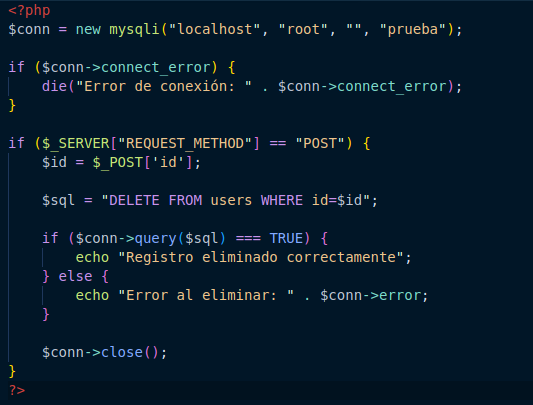 <?php
$conn = new mysqli("localhost", "root", "", "prueba");
if ($conn->connect_error) {
die("Error de conexión: " . $conn->connect_error);
}
if ($_SERVER["REQUEST_METHOD"] == "POST") {
$id = $_POST['id'];
$sql = "DELETE FROM users WHERE id=$id";
if ($conn->query($sql) === TRUE) {
echo "Registro eliminado correctamente";
} else {
echo "Error al eliminar: " . $conn->error;
}
$conn->close();
}
?>